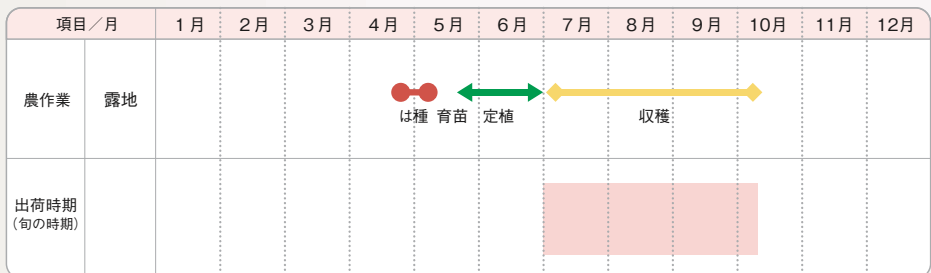 項目／月 1月 2月 3月 4月 5月 6月 7月 8月 9月 10月 11月 12月
農作業 露地
は種 育苗 定植 収穫
出荷時期
（旬の時期）